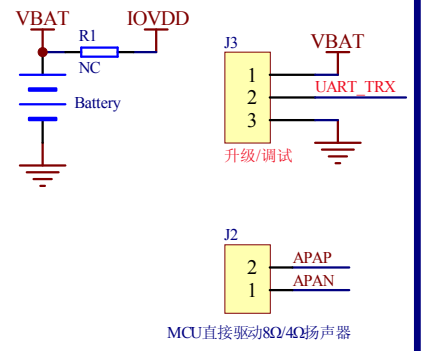 VBAT
R1
IOVDD
NC
Battery
J3
VBAT
1
2
UART_TRX
3
升级/调试
J2
2
APAP
1
APAN
MCU直接驱动8Ω/4Ω扬声器